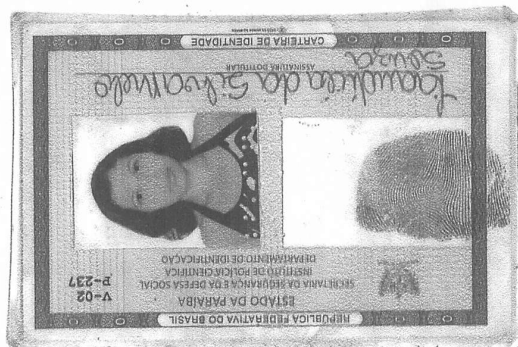 REPÚBLICA FEDERATIVA DO BRASIL
ESTADO DA PARAÍBA
SECRETARIA DA SEGURANÇA E DA DEFESA SOCIAL
INSTITUTO DE POLÍCIA CIENTÍFICA
DEPARTAMENTO DE IDENTIFICAÇÃO
V-02
P-237
da Silva Melo
Souza
ASSINATURA DO TITULAR
CARTEIRA DE IDENTIDADE